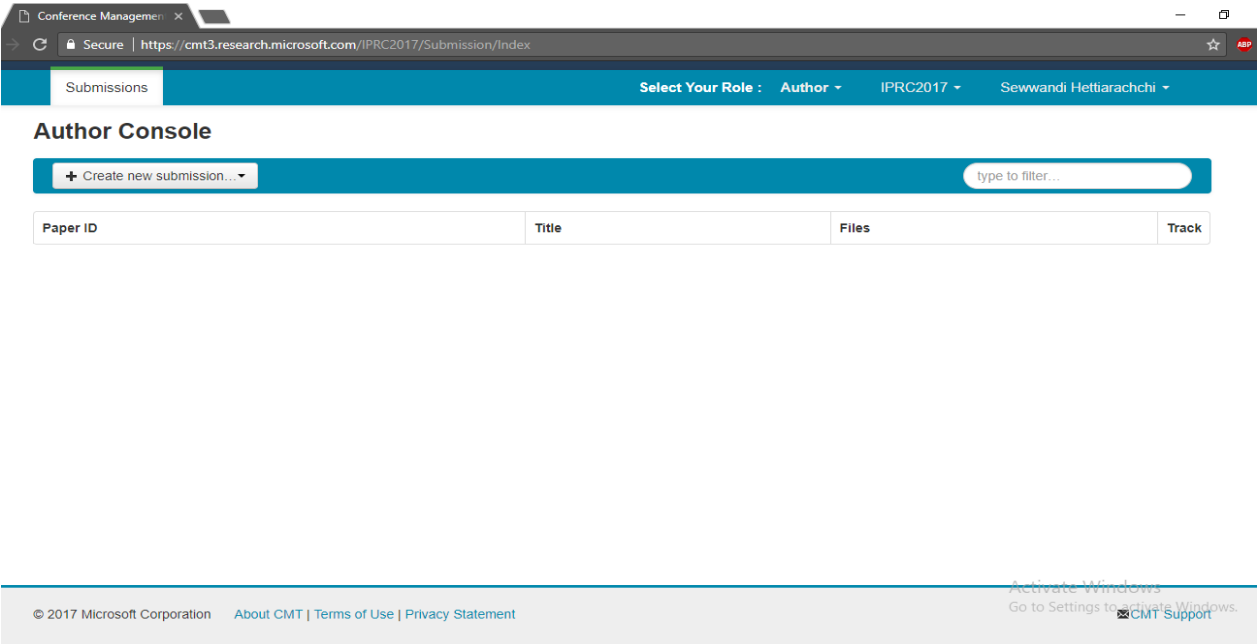 Conference Managemen
Secure | https://cmt3.research.microsoft.com/IPRC2017/Submission/Index
ABP
Submissions
Select Your Role : Author
IPRC2017
Sewwandi Hettiarachchi
Author Console
+ Create new submission...
type to filter...
Paper ID
Title
Files
Track
Activate Windows
Go to Settings to activate Windows.
© 2017 Microsoft Corporation
About CMT | Terms of Use | Privacy Statement
CMT Support